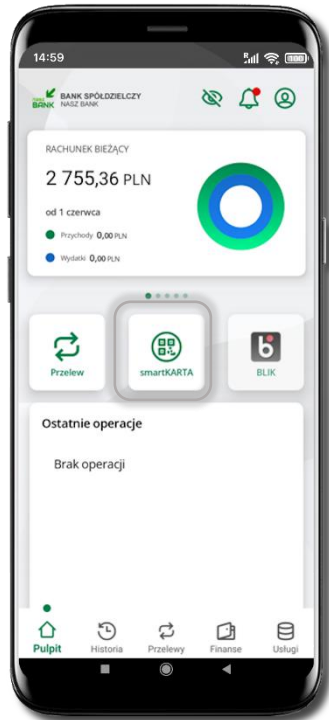 14:59
BANK SPÓŁDZIELCZY
BANK NASZ BANK
RACHUNEK BIEŻĄCY
2 755,36 PLN
od 1 czerwca
Przychody 0,00 PLN
Wydatki 0,00 PLN
Przelew
smartKARTA
BLIK
Ostatnie operacje
Brak operacji
Pulpit
Historia
Przelewy
Finanse
Usługi